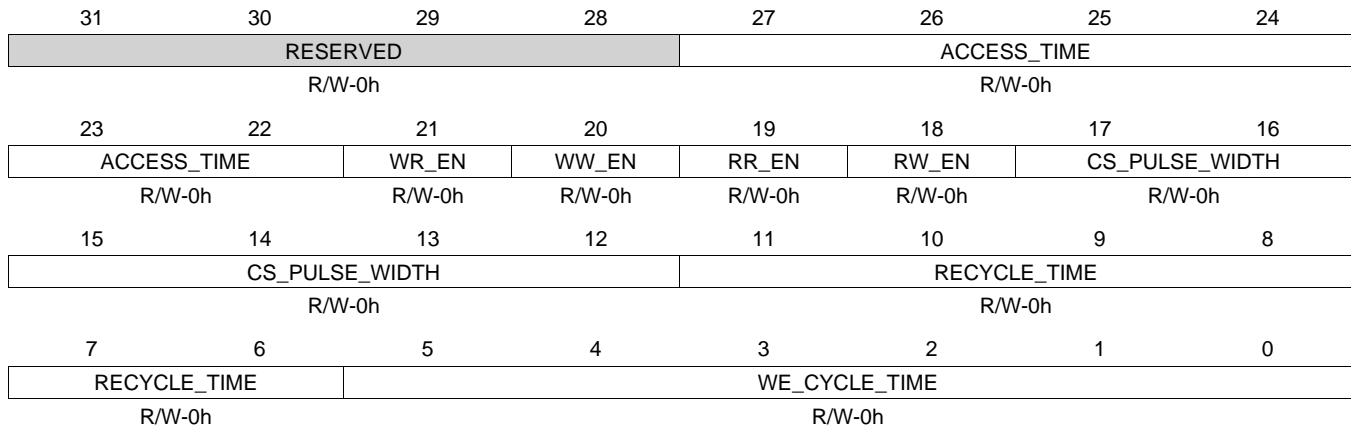 31 30 29 28 27 26 25 24
RESERVED ACCESS_TIME
R/W-0h R/W-0h
23 22 21 20 19 18 17 16
ACCESS_TIME WR_EN WW_EN RR_EN RW_EN CS_PULSE_WIDTH
R/W-0h R/W-0h R/W-0h R/W-0h R/W-0h R/W-0h
15 14 13 12 11 10 9 8
CS_PULSE_WIDTH RECYCLE_TIME
R/W-0h R/W-0h
7 6 5 4 3 2 1 0
RECYCLE_TIME WE_CYCLE_TIME
R/W-0h R/W-0h